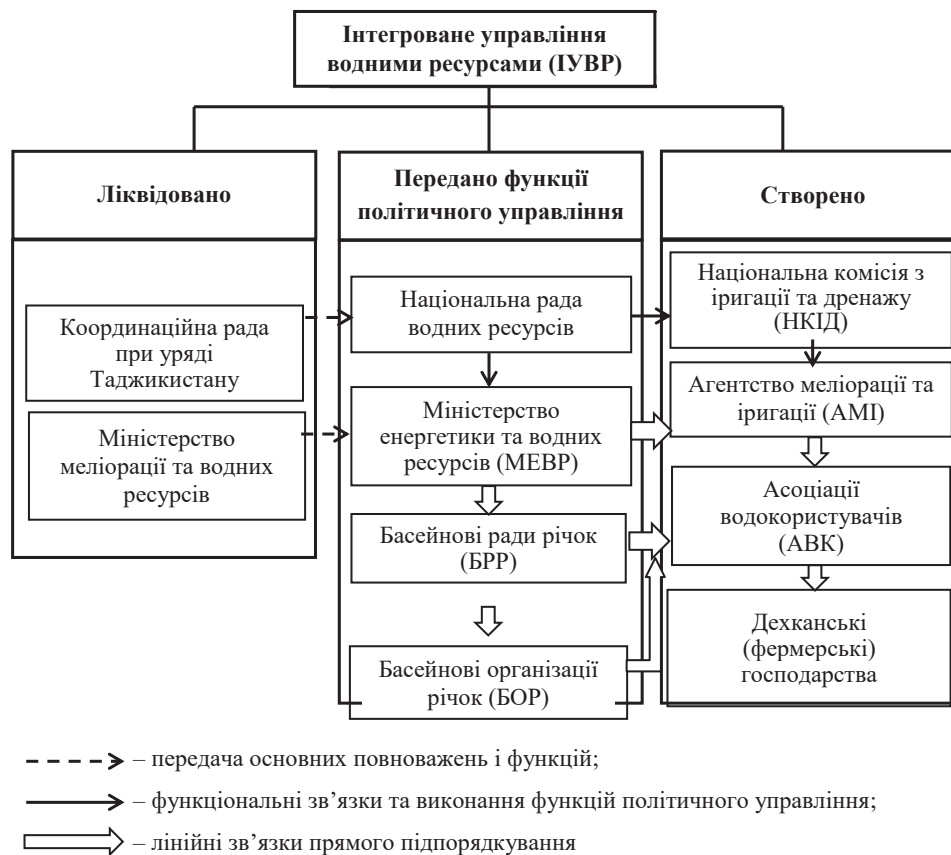 Інтегроване управління
водними ресурсами (ІУВР)
Ліквідовано
Передано функції
політичного управління
Створено
Координаційна рада
при уряді
Таджикистану
Міністерство
меліорації та водних
ресурсів
Національна рада
водних ресурсів
Міністерство
енергетики та водних
ресурсів (МЕВР)
Басейнові ради річок
(БРР)
Басейнові організації
річок (БОР)
Національна комісія з
іригації та дренажу
(НКІД)
Агентство меліорації та
іригації (АМІ)
Асоціації
водокористувачів
(АВК)
Дехканські
(фермерські)
господарства
– передача основних повноважень і функцій;
– функціональні зв’язки та виконання функцій політичного управління;
– лінійні зв’язки прямого підпорядкування